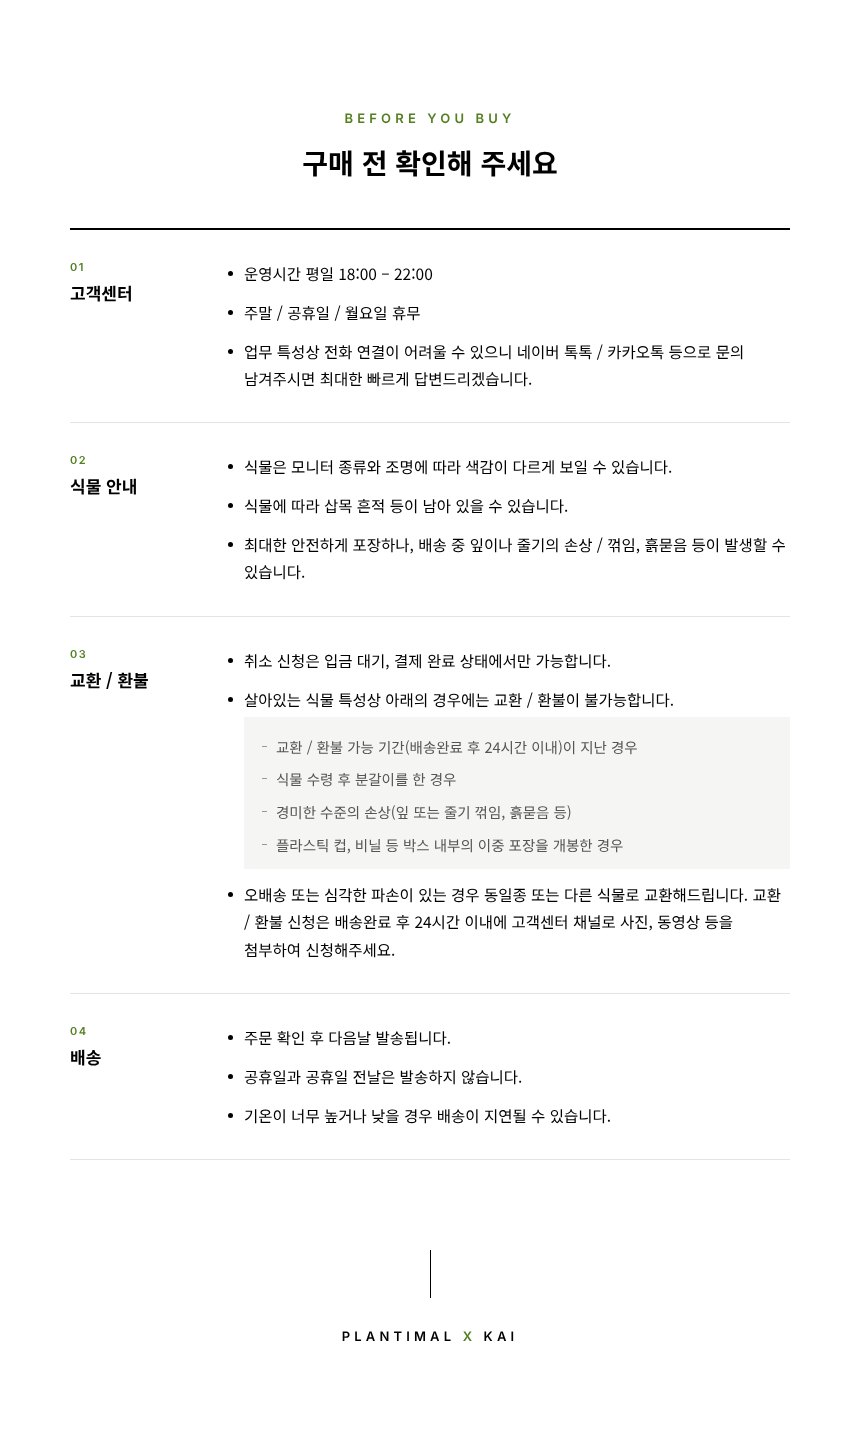 BEFORE YOU BUY
구매 전 확인해 주세요
01
고객센터
• 운영시간 평일 18:00 – 22:00
• 주말 / 공휴일 / 월요일 휴무
• 업무 특성상 전화 연결이 어려울 수 있으니 네이버 톡톡 / 카카오톡 등으로 문의
남겨주시면 최대한 빠르게 답변드리겠습니다.
02
식물 안내
• 식물은 모니터 종류와 조명에 따라 색감이 다르게 보일 수 있습니다.
• 식물에 따라 삽목 흔적 등이 남아 있을 수 있습니다.
• 최대한 안전하게 포장하나, 배송 중 잎이나 줄기의 손상 / 꺾임, 흙묻음 등이 발생할 수
있습니다.
03
교환 / 환불
• 취소 신청은 입금 대기, 결제 완료 상태에서만 가능합니다.
• 살아있는 식물 특성상 아래의 경우에는 교환 / 환불이 불가능합니다.
– 교환 / 환불 가능 기간(배송완료 후 24시간 이내)이 지난 경우
– 식물 수령 후 분갈이를 한 경우
– 경미한 수준의 손상(잎 또는 줄기 꺾임, 흙묻음 등)
– 플라스틱 컵, 비닐 등 박스 내부의 이중 포장을 개봉한 경우
• 오배송 또는 심각한 파손이 있는 경우 동일종 또는 다른 식물로 교환해드립니다. 교환
/ 환불 신청은 배송완료 후 24시간 이내에 고객센터 채널로 사진, 동영상 등을
첨부하여 신청해주세요.
04
배송
• 주문 확인 후 다음날 발송됩니다.
• 공휴일과 공휴일 전날은 발송하지 않습니다.
• 기온이 너무 높거나 낮을 경우 배송이 지연될 수 있습니다.
PLANTIMAL X KAI